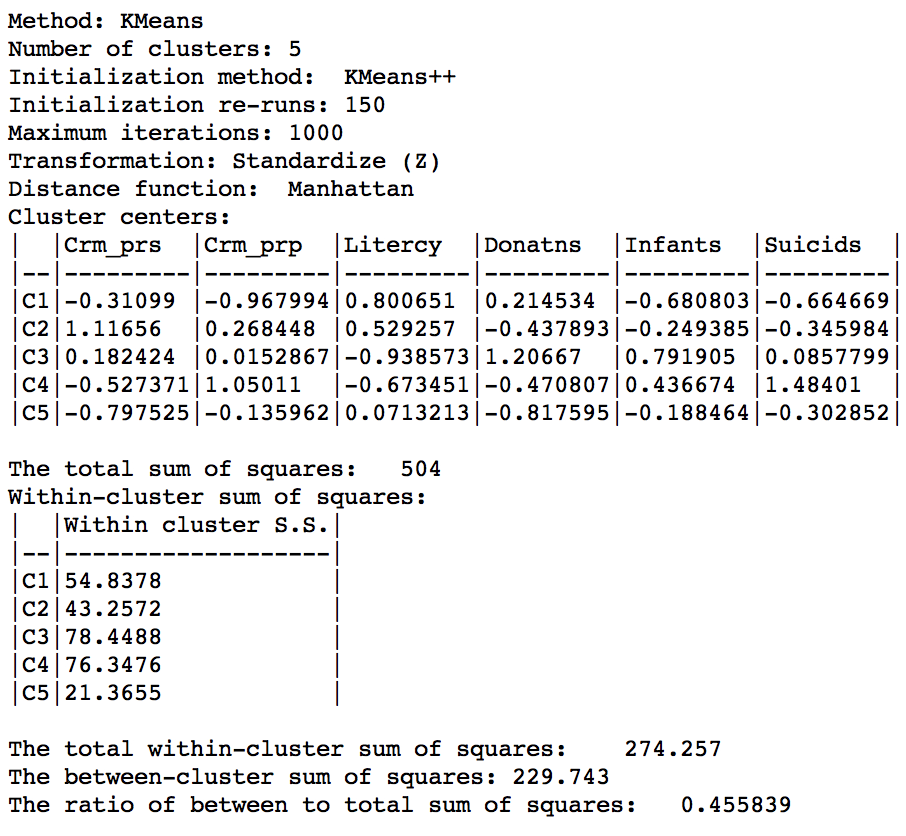 Method: KMeans
Number of clusters: 5
Initialization method:  KMeans++
Initialization re-runs: 150
Maximum iterations: 1000
Transformation: Standardize (Z)
Distance function:  Manhattan
Cluster centers:
|  |Crm_prs  |Crm_prp  |Litercy  |Donatns  |Infants  |Suicids  |
|--|---------|---------|---------|---------|---------|---------|
|C1|-0.31099 |-0.967994|0.800651 |0.214534 |-0.680803|-0.664669|
|C2|1.11656  |0.268448 |0.529257 |-0.437893|-0.249385|-0.345984|
|C3|0.182424 |0.0152867|-0.938573|1.20667  |0.791905 |0.0857799|
|C4|-0.527371|1.05011  |-0.673451|-0.470807|0.436674 |1.48401  |
|C5|-0.797525|-0.135962|0.0713213|-0.817595|-0.188464|-0.302852|
The total sum of squares:   504
Within-cluster sum of squares:
|  |Within cluster S.S.|
|--|-------------------|
|C1|54.8378            |
|C2|43.2572            |
|C3|78.4488            |
|C4|76.3476            |
|C5|21.3655            |
The total within-cluster sum of squares:    274.257
The between-cluster sum of squares: 229.743
The ratio of between to total sum of squares:   0.455839